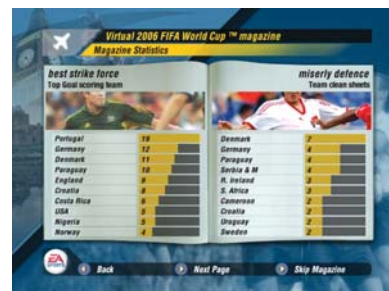 Virtual 2006 FIFA World Cup ™ magazine
Magazine Statistics
best strike force
Top Goal scoring team
Portugal 19
Germany 12
Denmark 11
Paraguay 10
England 9
Croatia 8
Costa Rica 6
USA 5
Nigeria 5
Norway 4
miserly defence
Team clean sheets
Denmark 7
Germany 4
Paraguay 4
Serbia & M 4
R. Ireland 3
S. Africa 3
Cameroon 2
Croatia 2
Uruguay 2
Sweden 2
EA
SPORTS
Back
Next Page
Skip Magazine